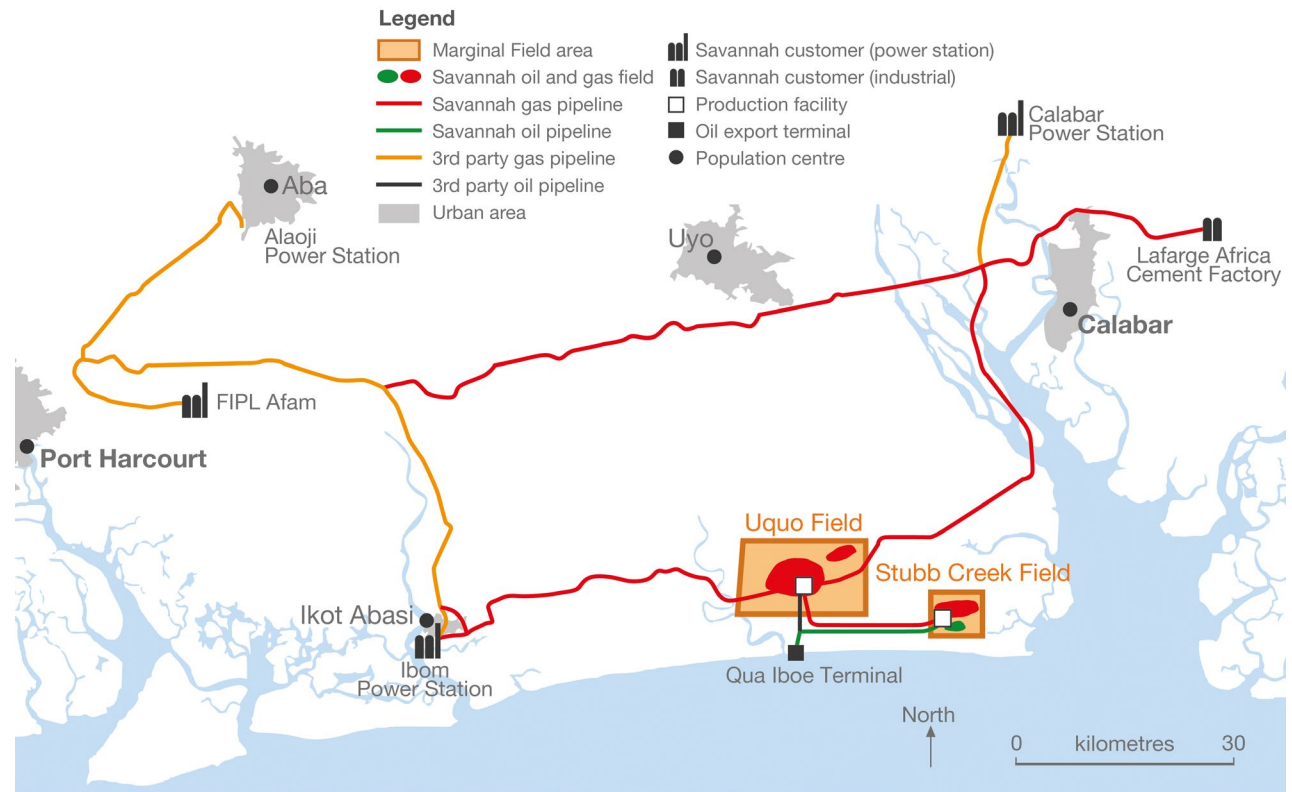 Legend
Marginal Field area
Savannah oil and gas field
Savannah gas pipeline
Savannah oil pipeline
3rd party gas pipeline
3rd party oil pipeline
Urban area
Savannah customer (power station)
Savannah customer (industrial)
Production facility
Oil export terminal
Population centre
Calabar
Power Station
Aba
Alaoji
Power Station
Uyo
Lafarge Africa
Cement Factory
Calabar
FIPL Afam
Port Harcourt
Uquo Field
Stubb Creek Field
Ikot Abasi
Ibom
Power Station
Qua Iboe Terminal
North
0 kilometres 30